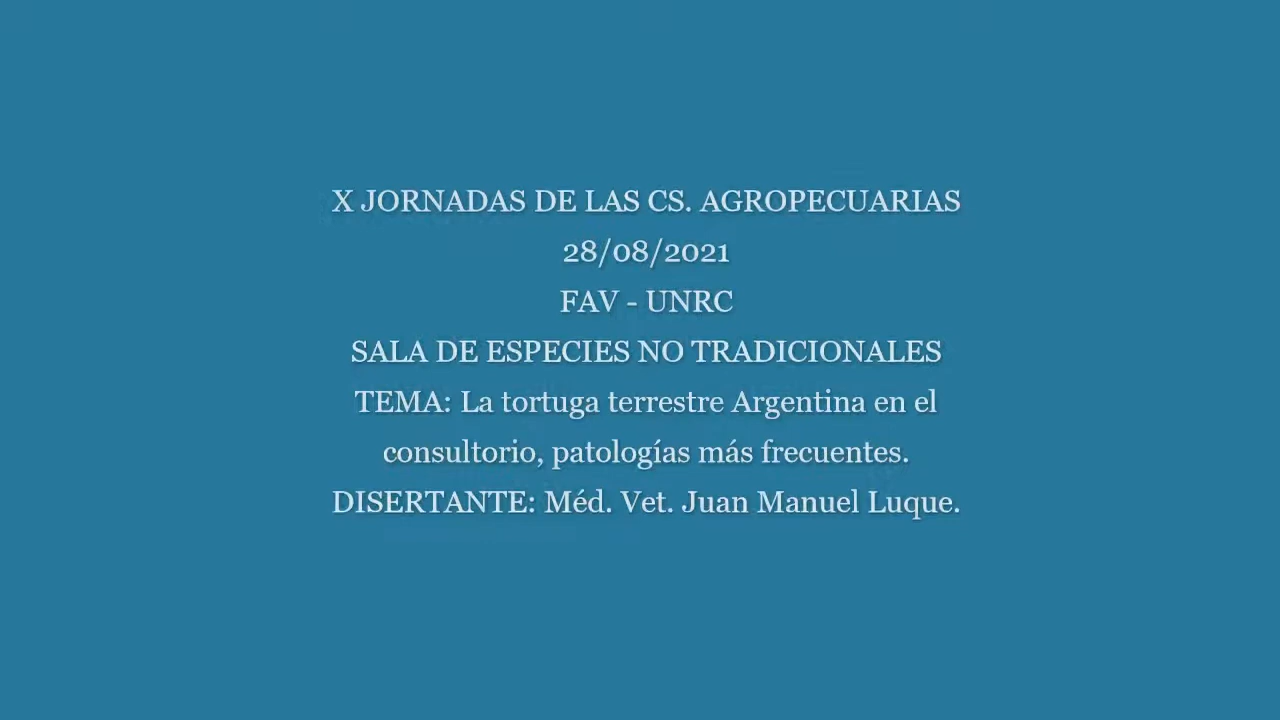 X JORNADAS DE LAS CS. AGROPECUARIAS
28/08/2021
FAV - UNRC
SALA DE ESPECIES NO TRADICIONALES
TEMA: La tortuga terrestre Argentina en el
consultorio, patologías más frecuentes.
DISERTANTE: Méd. Vet. Juan Manuel Luque.